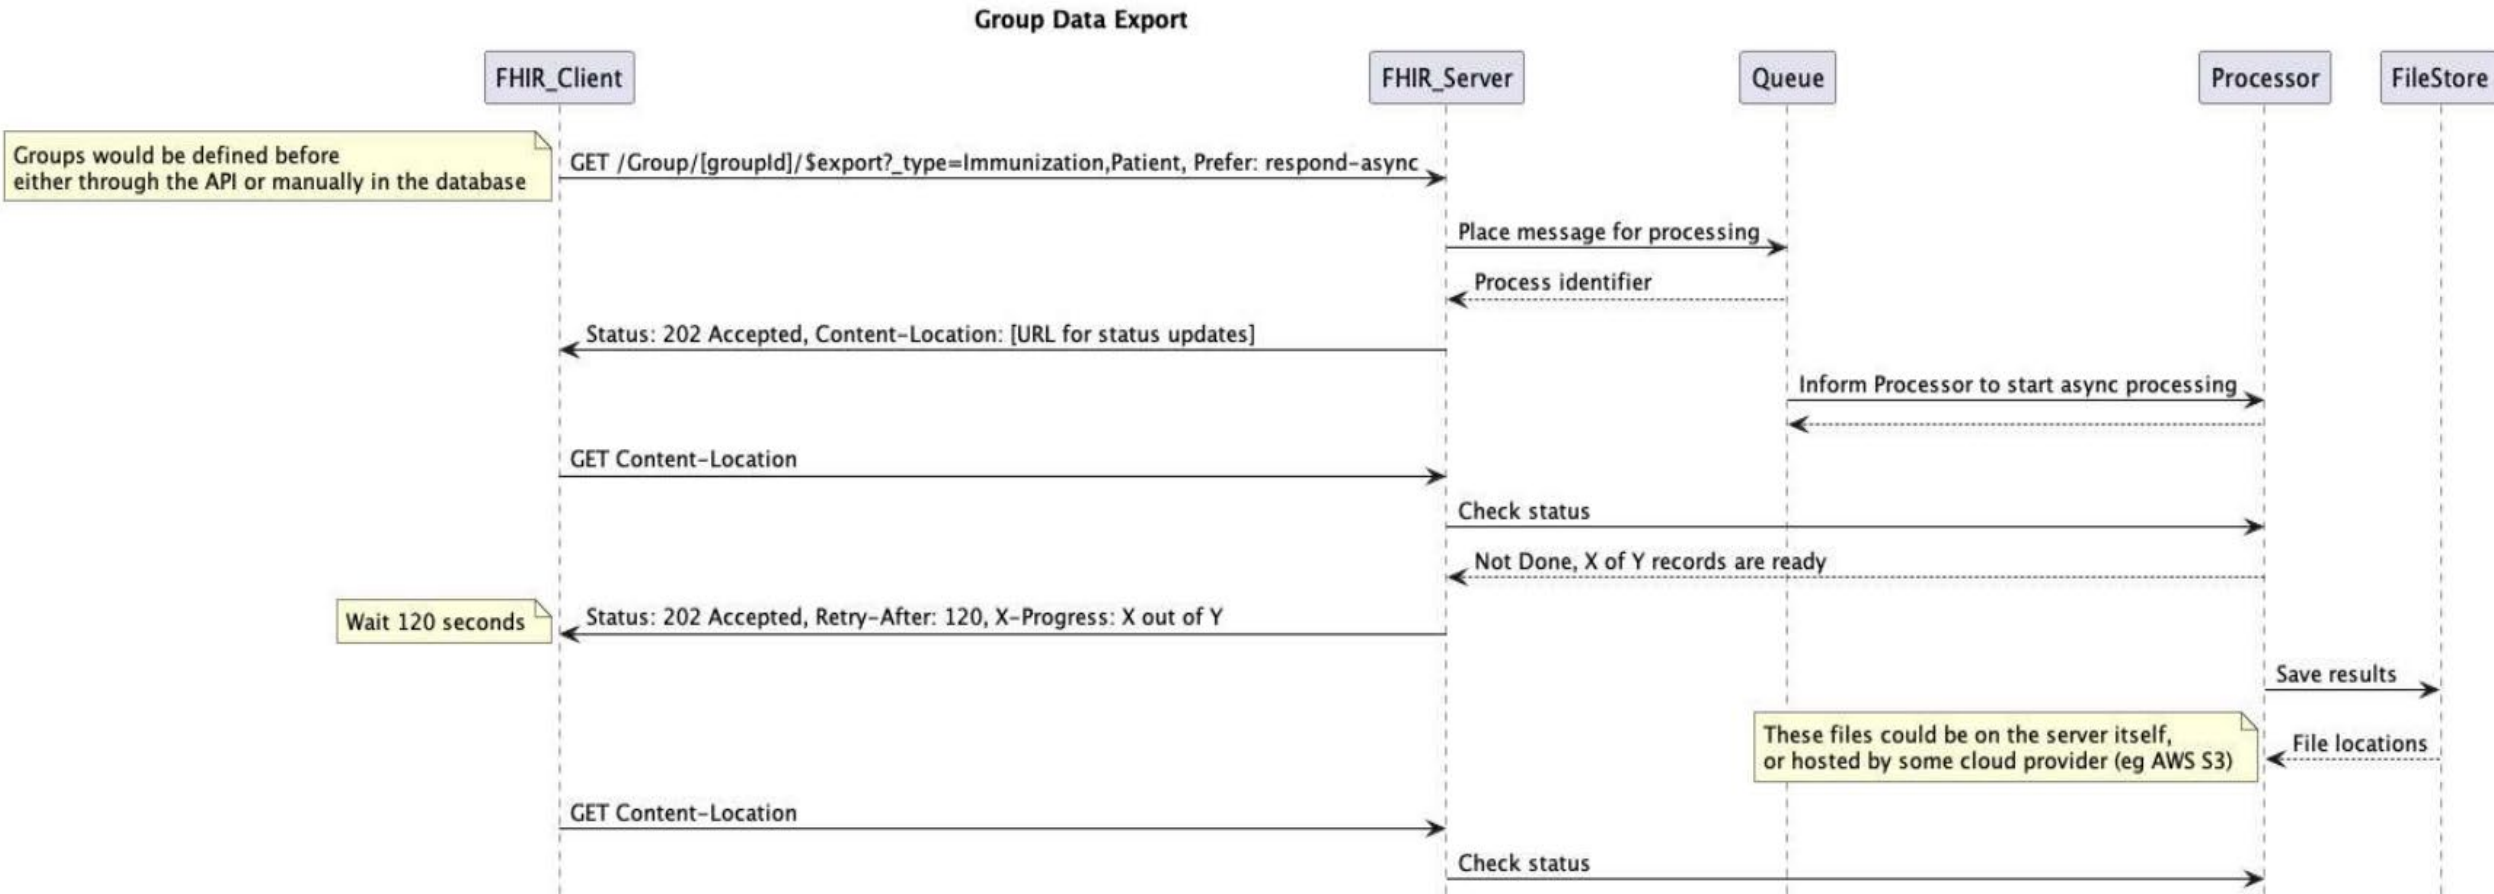 Group Data Export
FHIR_Client
FHIR_Server
Queue
Processor
FileStore
Groups would be defined before
either through the API or manually in the database
GET /Group/[groupId]/$export?_type=Immunization,Patient, Prefer: respond-async
Place message for processing
Process identifier
Status: 202 Accepted, Content-Location: [URL for status updates]
Inform Processor to start async processing
GET Content-Location
Check status
Not Done, X of Y records are ready
Wait 120 seconds
Status: 202 Accepted, Retry-After: 120, X-Progress: X out of Y
Save results
These files could be on the server itself,
or hosted by some cloud provider (eg AWS S3)
File locations
GET Content-Location
Check status